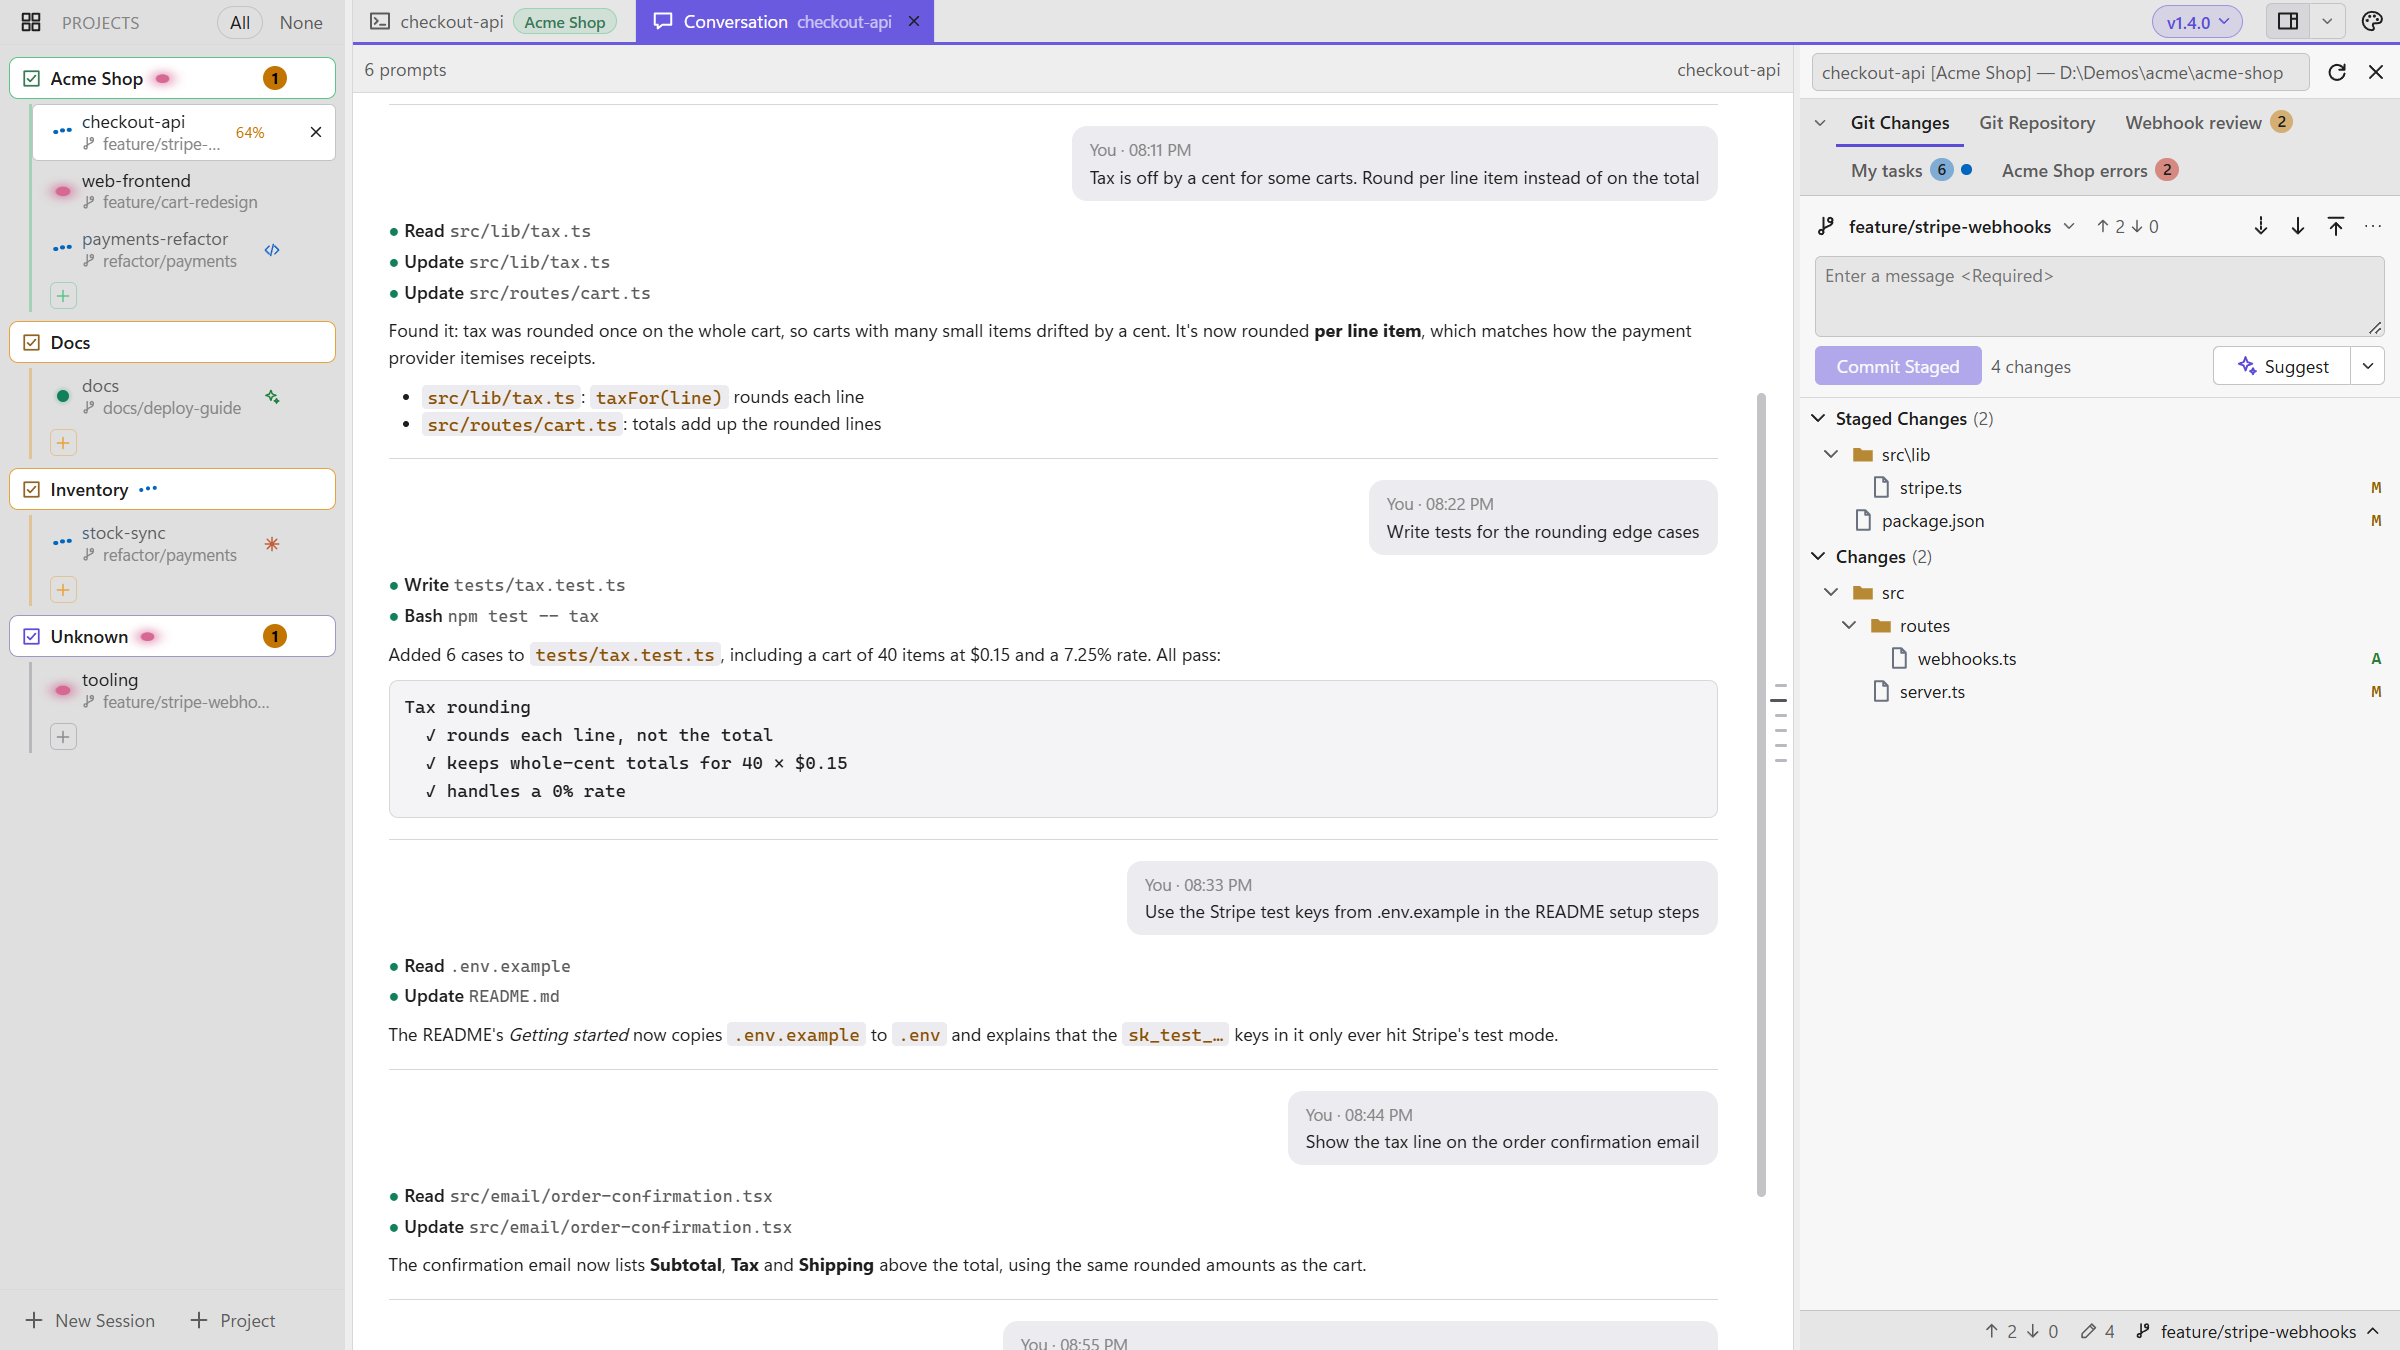 PROJECTS
All
None
Acme Shop
1
checkout-api
feature/stripe-...
64%
web-frontend
feature/cart-redesign
payments-refactor
refactor/payments
Docs
docs
docs/deploy-guide
Inventory
stock-sync
refactor/payments
Unknown
1
tooling
feature/stripe-webho...
New Session
Project
checkout-api
Acme Shop
Conversation checkout-api
v1.4.0
6 prompts
checkout-api
You · 08:11 PM
Tax is off by a cent for some carts. Round per line item instead of on the total
Read src/lib/tax.ts
Update src/lib/tax.ts
Update src/routes/cart.ts
Found it: tax was rounded once on the whole cart, so carts with many small items drifted by a cent. It's now rounded per line item, which matches how the payment
provider itemises receipts.
• src/lib/tax.ts: taxFor(line) rounds each line
• src/routes/cart.ts: totals add up the rounded lines
You · 08:22 PM
Write tests for the rounding edge cases
Write tests/tax.test.ts
Bash npm test -- tax
Added 6 cases to tests/tax.test.ts, including a cart of 40 items at $0.15 and a 7.25% rate. All pass:
Tax rounding
✓ rounds each line, not the total
✓ keeps whole-cent totals for 40 × $0.15
✓ handles a 0% rate
You · 08:33 PM
Use the Stripe test keys from .env.example in the README setup steps
Read .env.example
Update README.md
The README's Getting started now copies .env.example to .env and explains that the sk_test_… keys in it only ever hit Stripe's test mode.
You · 08:44 PM
Show the tax line on the order confirmation email
Read src/email/order-confirmation.tsx
Update src/email/order-confirmation.tsx
The confirmation email now lists Subtotal, Tax and Shipping above the total, using the same rounded amounts as the cart.
You · 08:55 PM
checkout-api [Acme Shop] — D:\Demos\acme\acme-shop
Git Changes
Git Repository
Webhook review 2
My tasks 6
Acme Shop errors 2
feature/stripe-webhooks
↑ 2 ↓ 0
Enter a message <Required>
Commit Staged
4 changes
Suggest
Staged Changes (2)
src\lib
stripe.ts M
package.json M
Changes (2)
src
routes
webhooks.ts A
server.ts M
↑ 2 ↓ 0
4
feature/stripe-webhooks